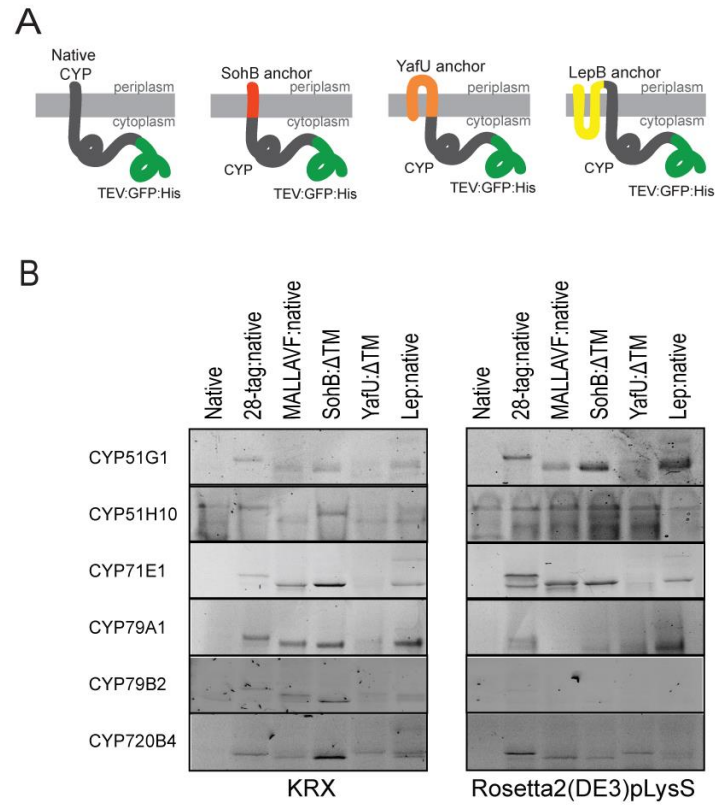 A
Native
CYP
periplasm
cytoplasm
TEV:GFP:His
SohB anchor
periplasm
cytoplasm
CYP
TEV:GFP:His
YafU anchor
periplasm
cytoplasm
CYP
TEV:GFP:His
LepB anchor
periplasm
cytoplasm
CYP
TEV:GFP:His
B
Native
28-tag:native
MALLAVF:native
SohB:ΔTM
YafU:ΔTM
Lep:native
Native
28-tag:native
MALLAVF:native
SohB:ΔTM
YafU:ΔTM
Lep:native
CYP51G1
CYP51H10
CYP71E1
CYP79A1
CYP79B2
CYP720B4
KRX
Rosetta2(DE3)pLysS